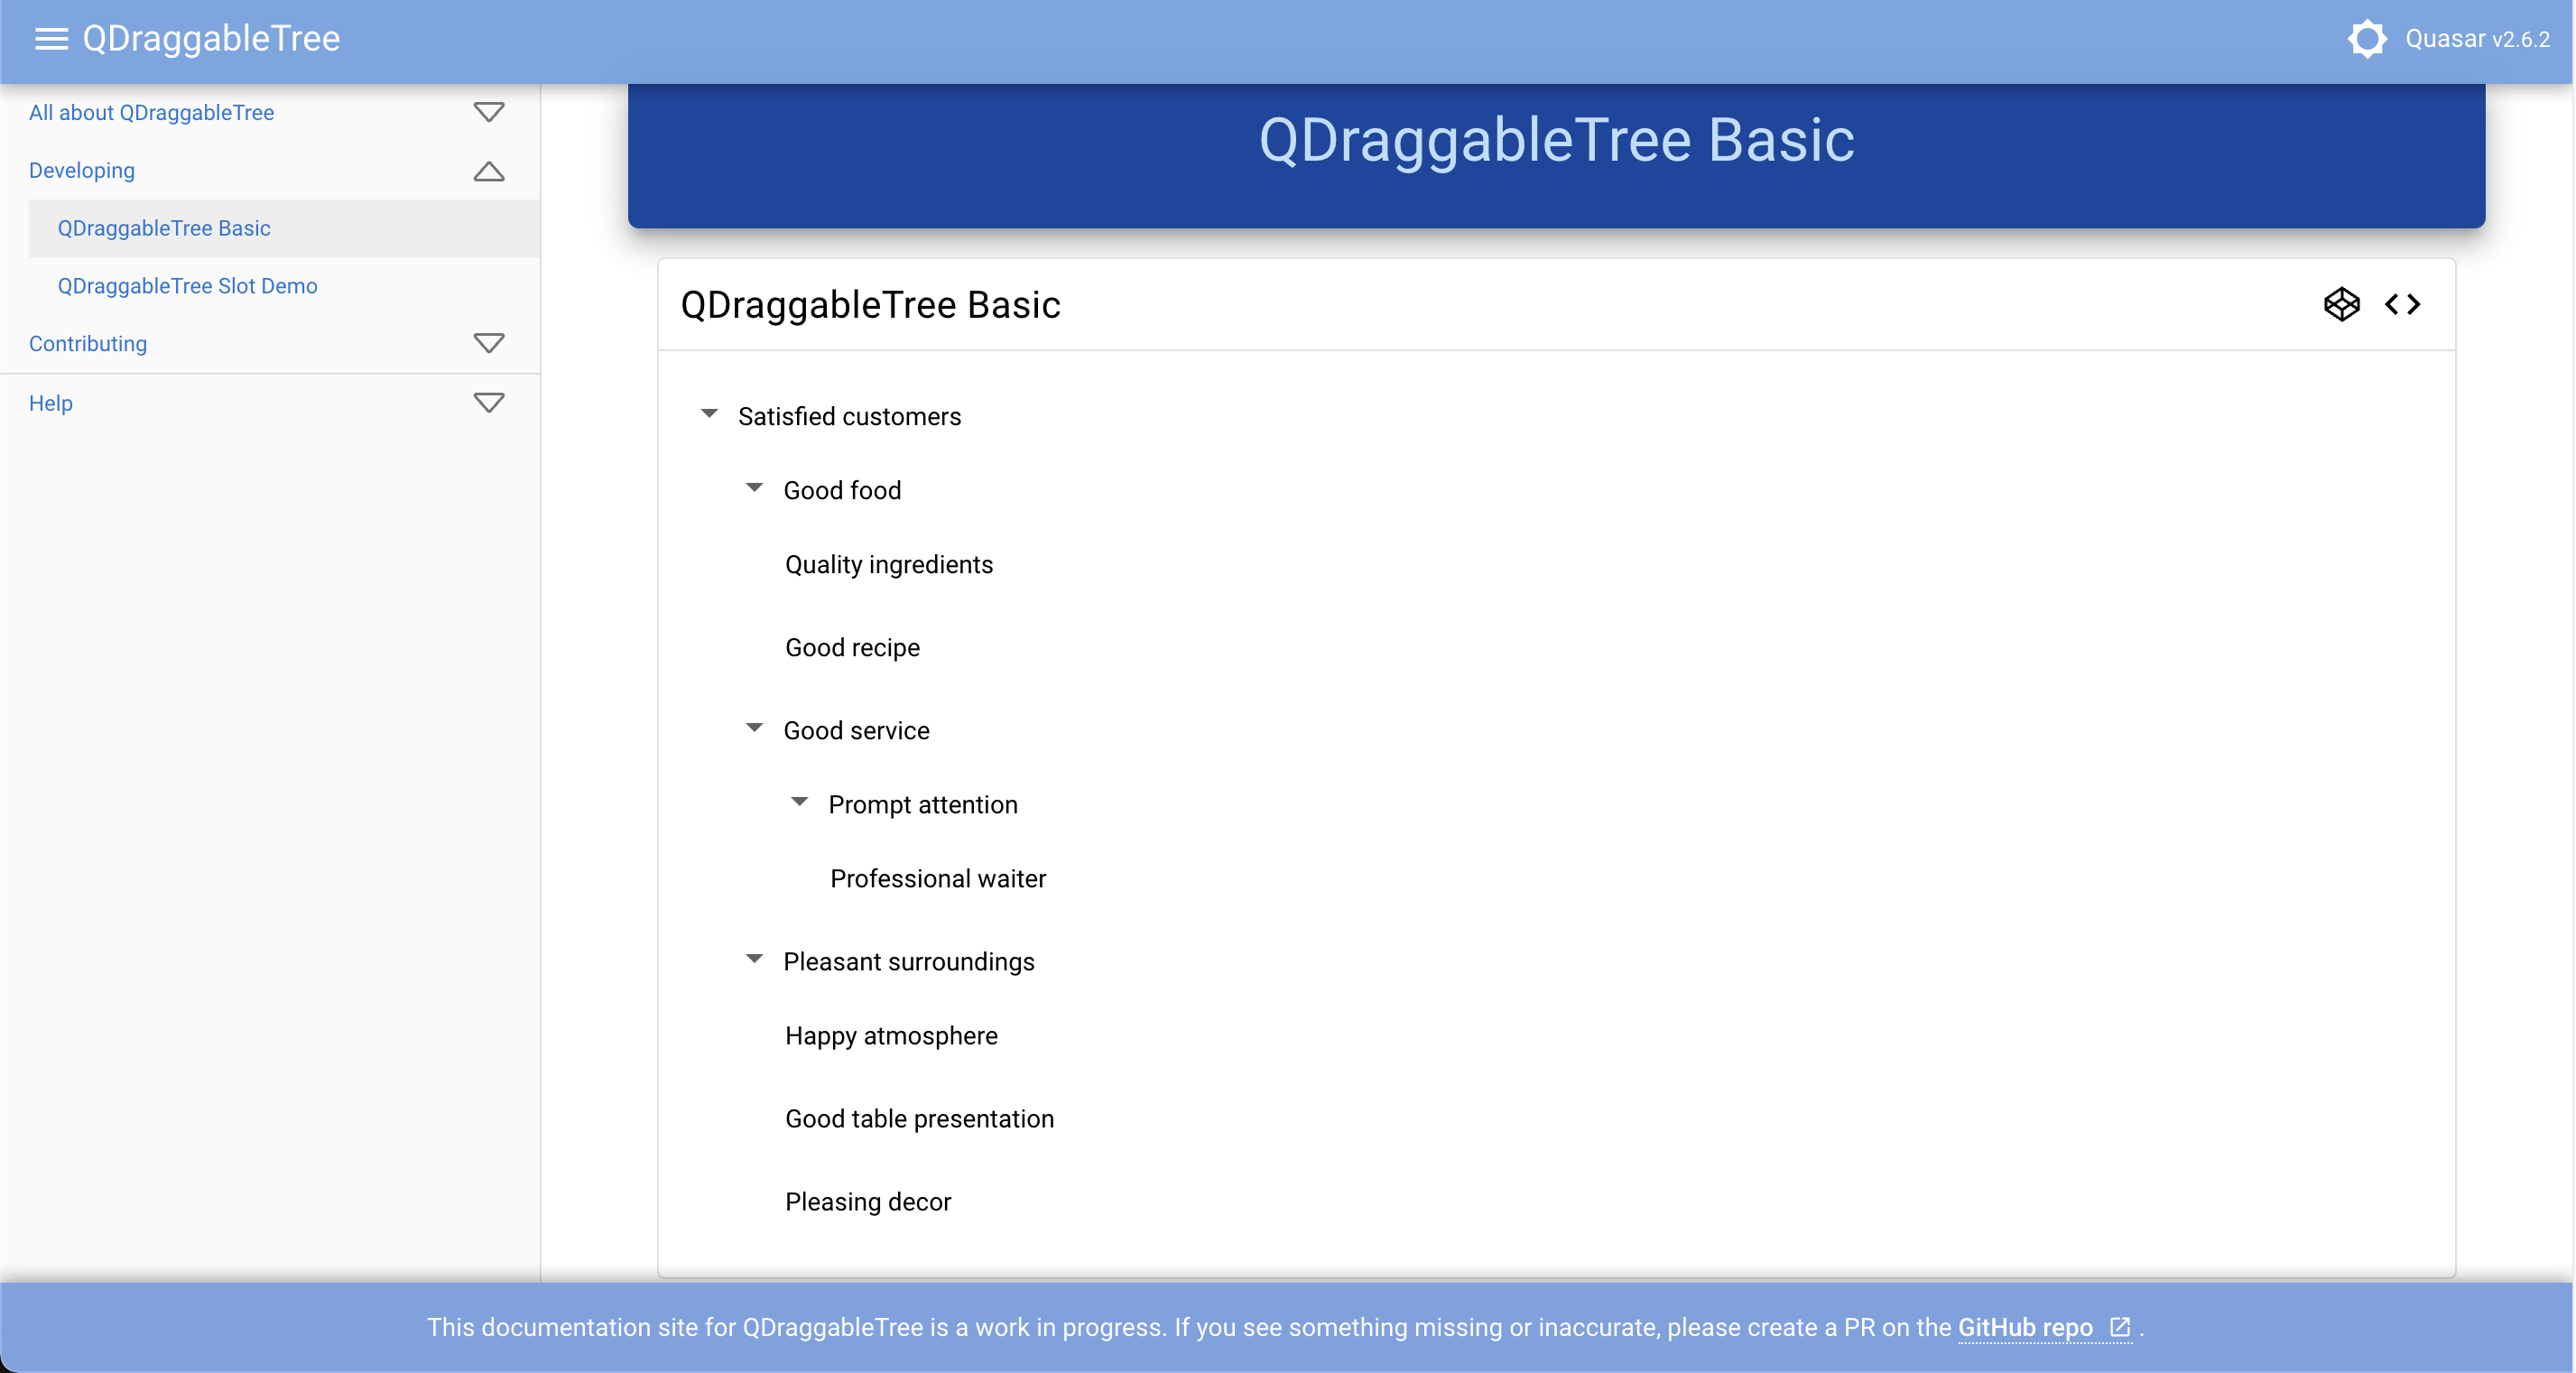 QDraggableTree
Quasar v2.6.2
All about QDraggableTree
Developing
QDraggableTree Basic
QDraggableTree Slot Demo
Contributing
Help
QDraggableTree Basic
QDraggableTree Basic
Satisfied customers
Good food
Quality ingredients
Good recipe
Good service
Prompt attention
Professional waiter
Pleasant surroundings
Happy atmosphere
Good table presentation
Pleasing decor
This documentation site for QDraggableTree is a work in progress. If you see something missing or inaccurate, please create a PR on the GitHub repo .